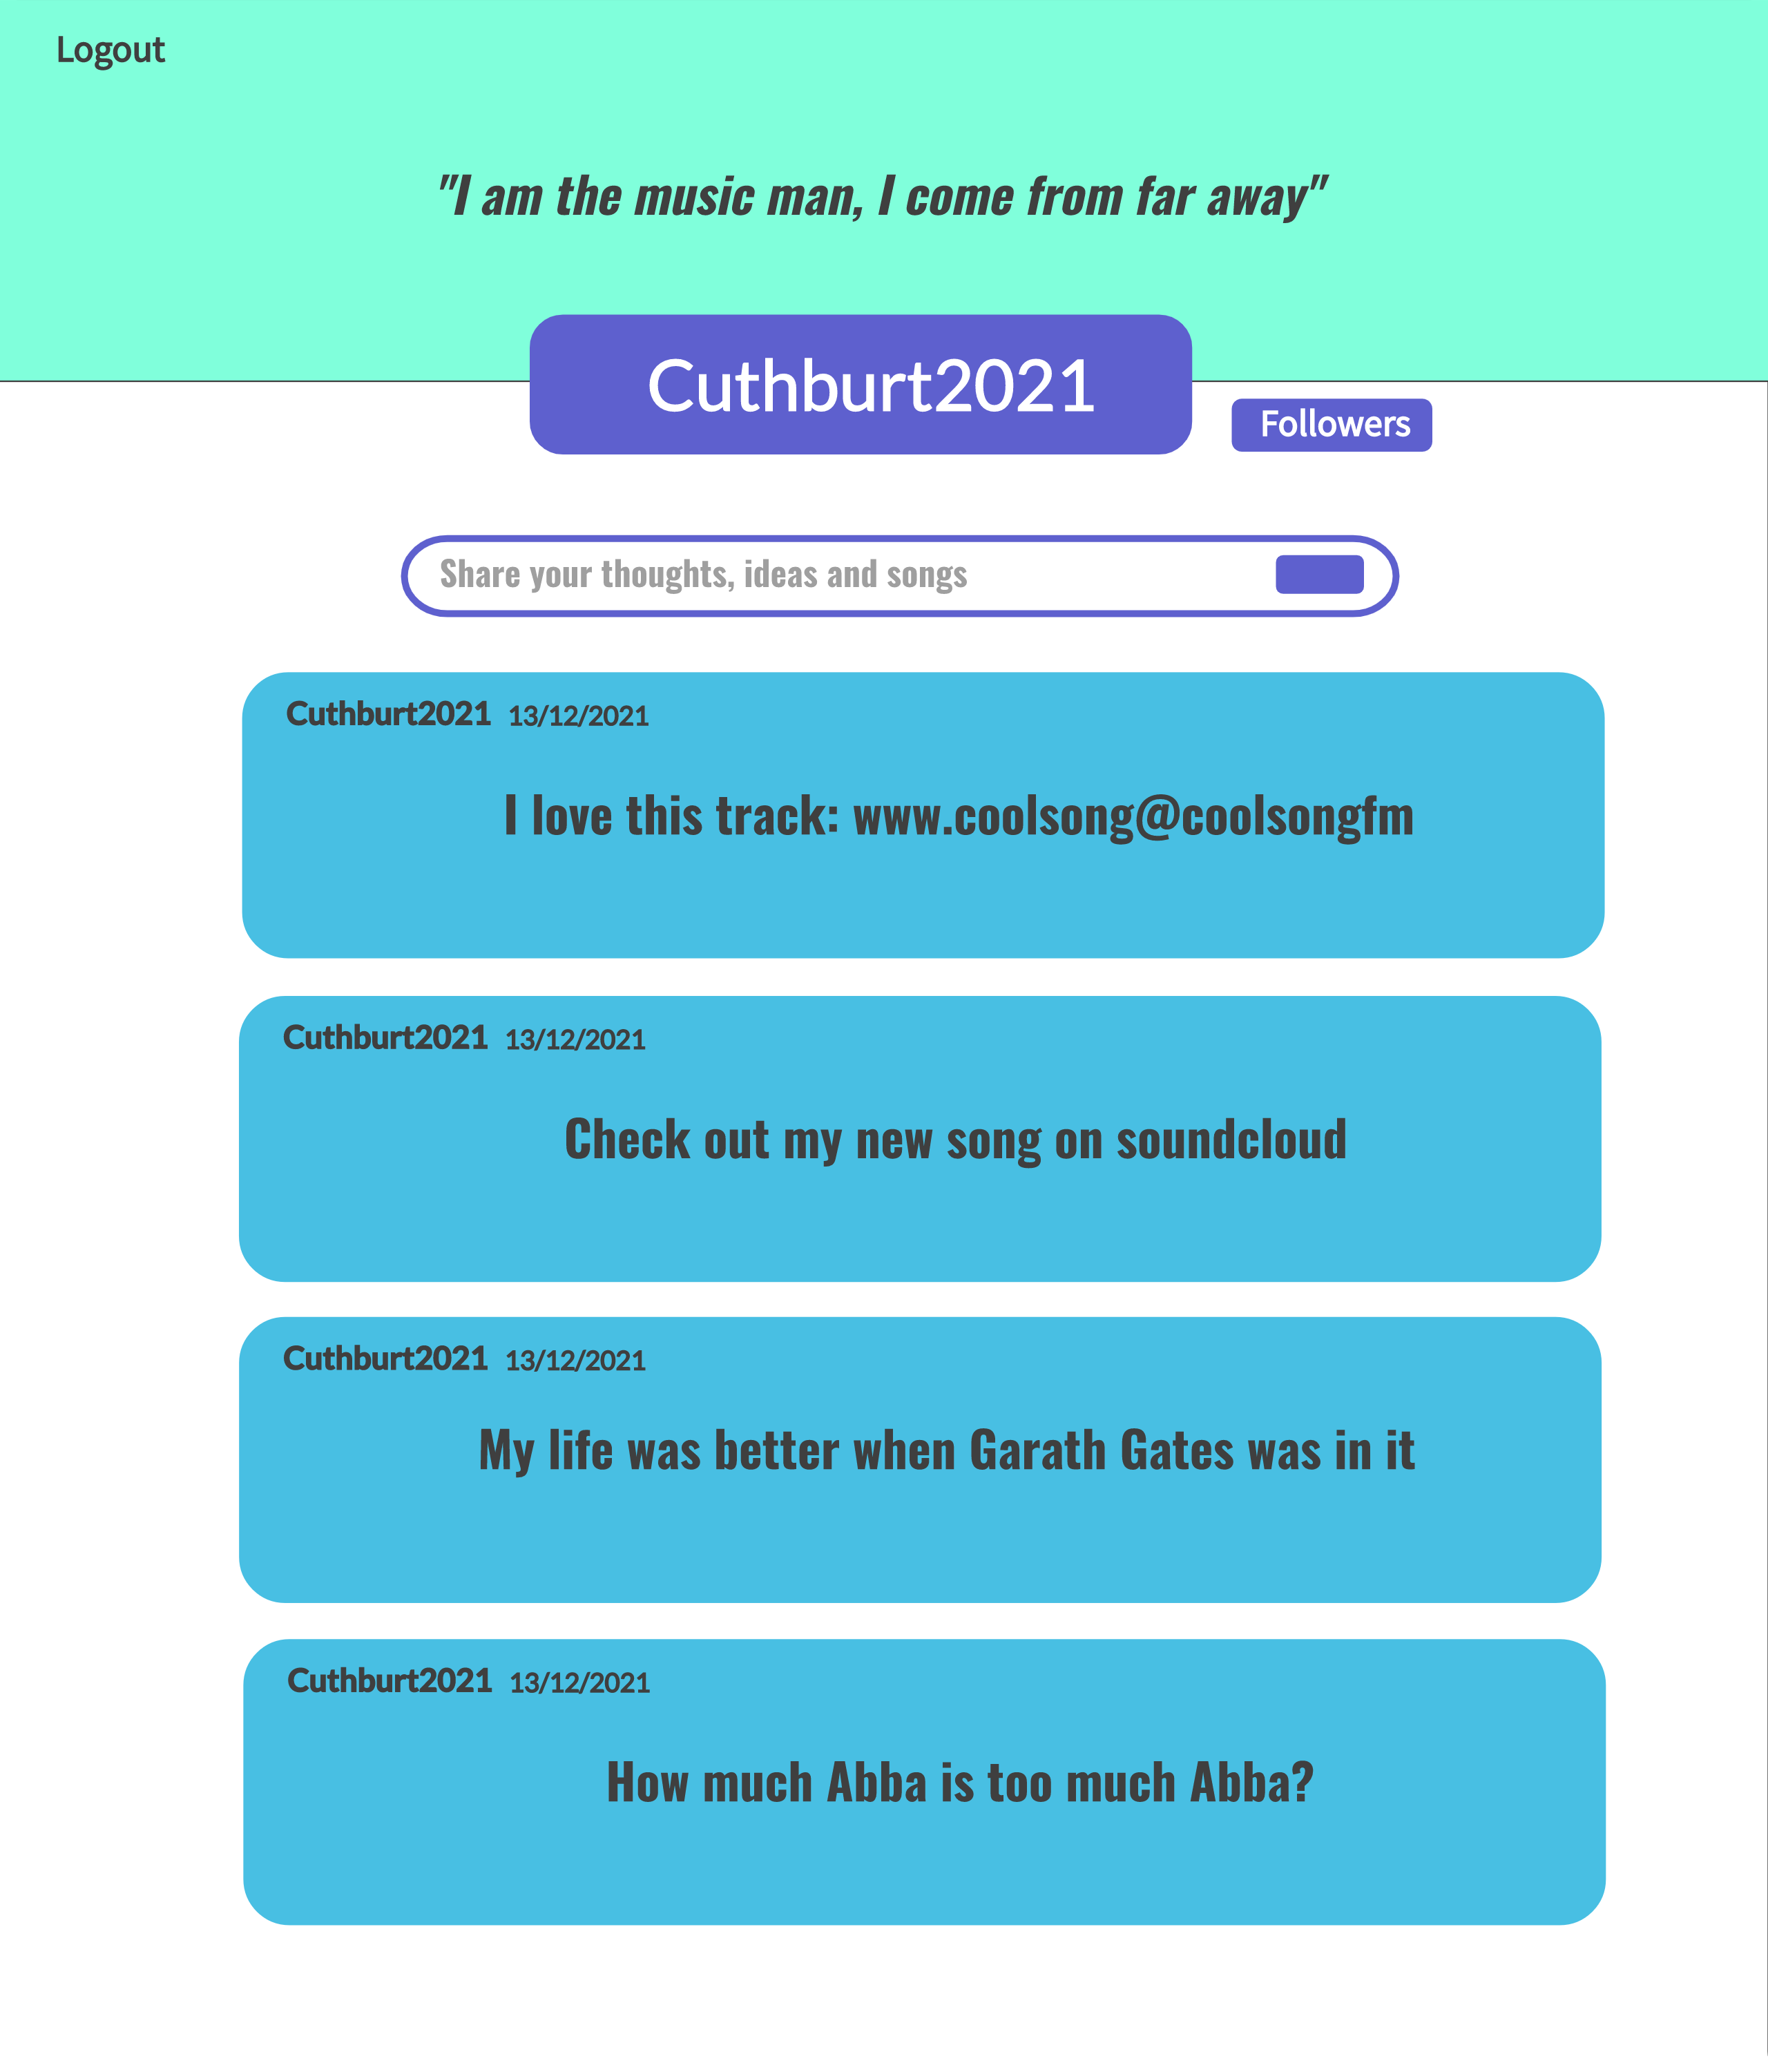 Logout
"I am the music man, I come from far away"
Cuthburt2021
Followers
Share your thoughts, ideas and songs
Cuthburt2021 13/12/2021
I love this track: www.coolsong@coolsongfm
Cuthburt2021 13/12/2021
Check out my new song on soundcloud
Cuthburt2021 13/12/2021
My life was better when Garath Gates was in it
Cuthburt2021 13/12/2021
How much Abba is too much Abba?